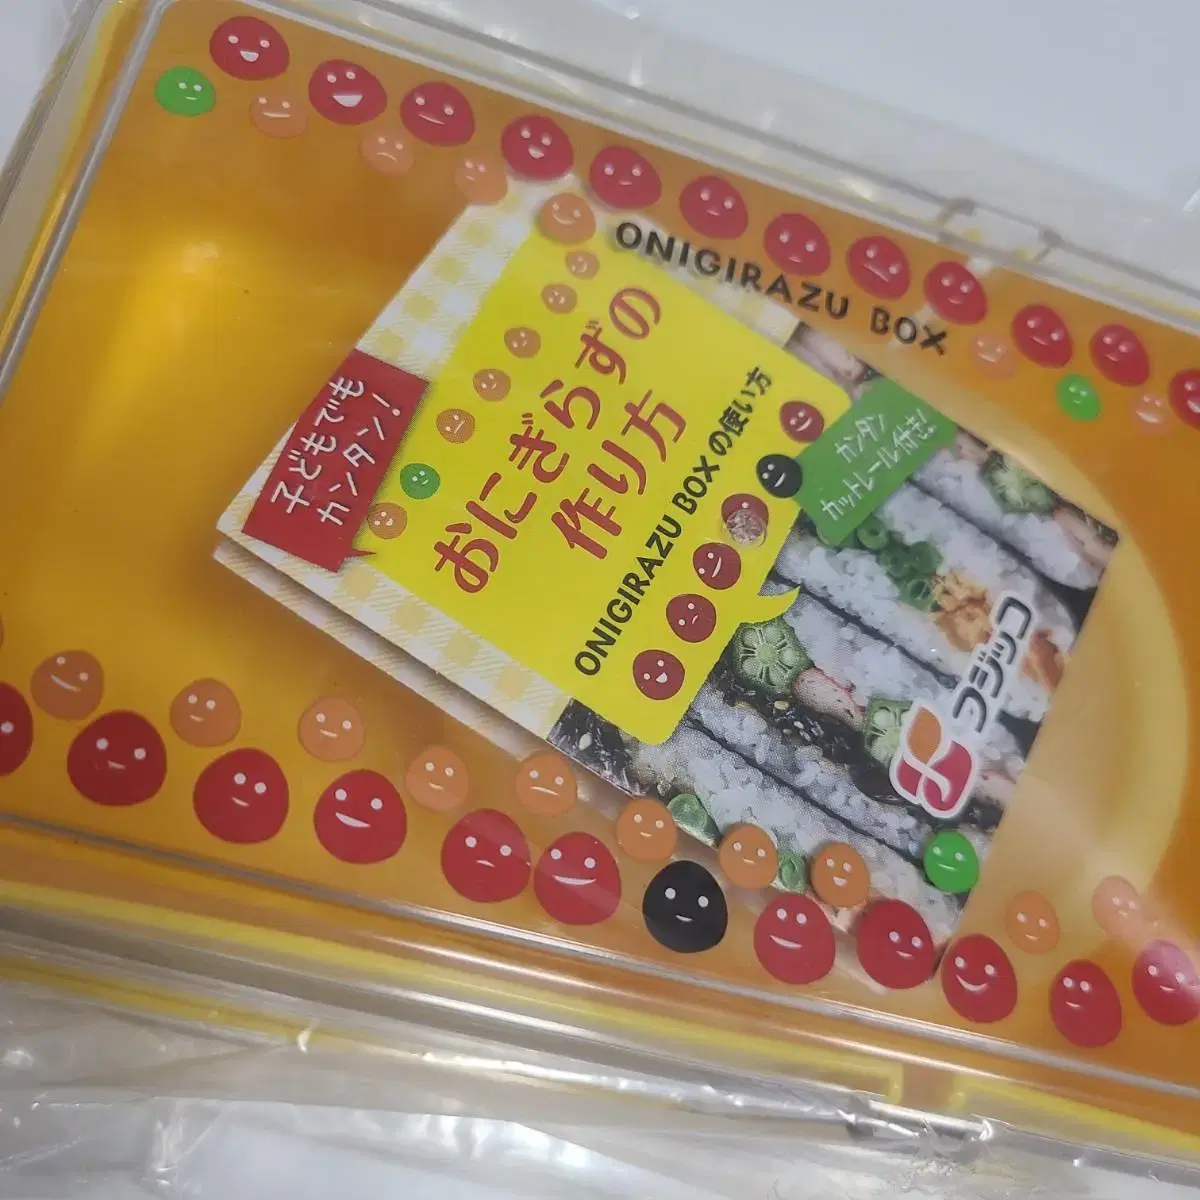 ONIGIRAZU BOX
子どもでも
カンタン!
おにぎらずの
作り方
ONIGIRAZU BOXの使い方
カンタン
カットレール付き!
フジッコ